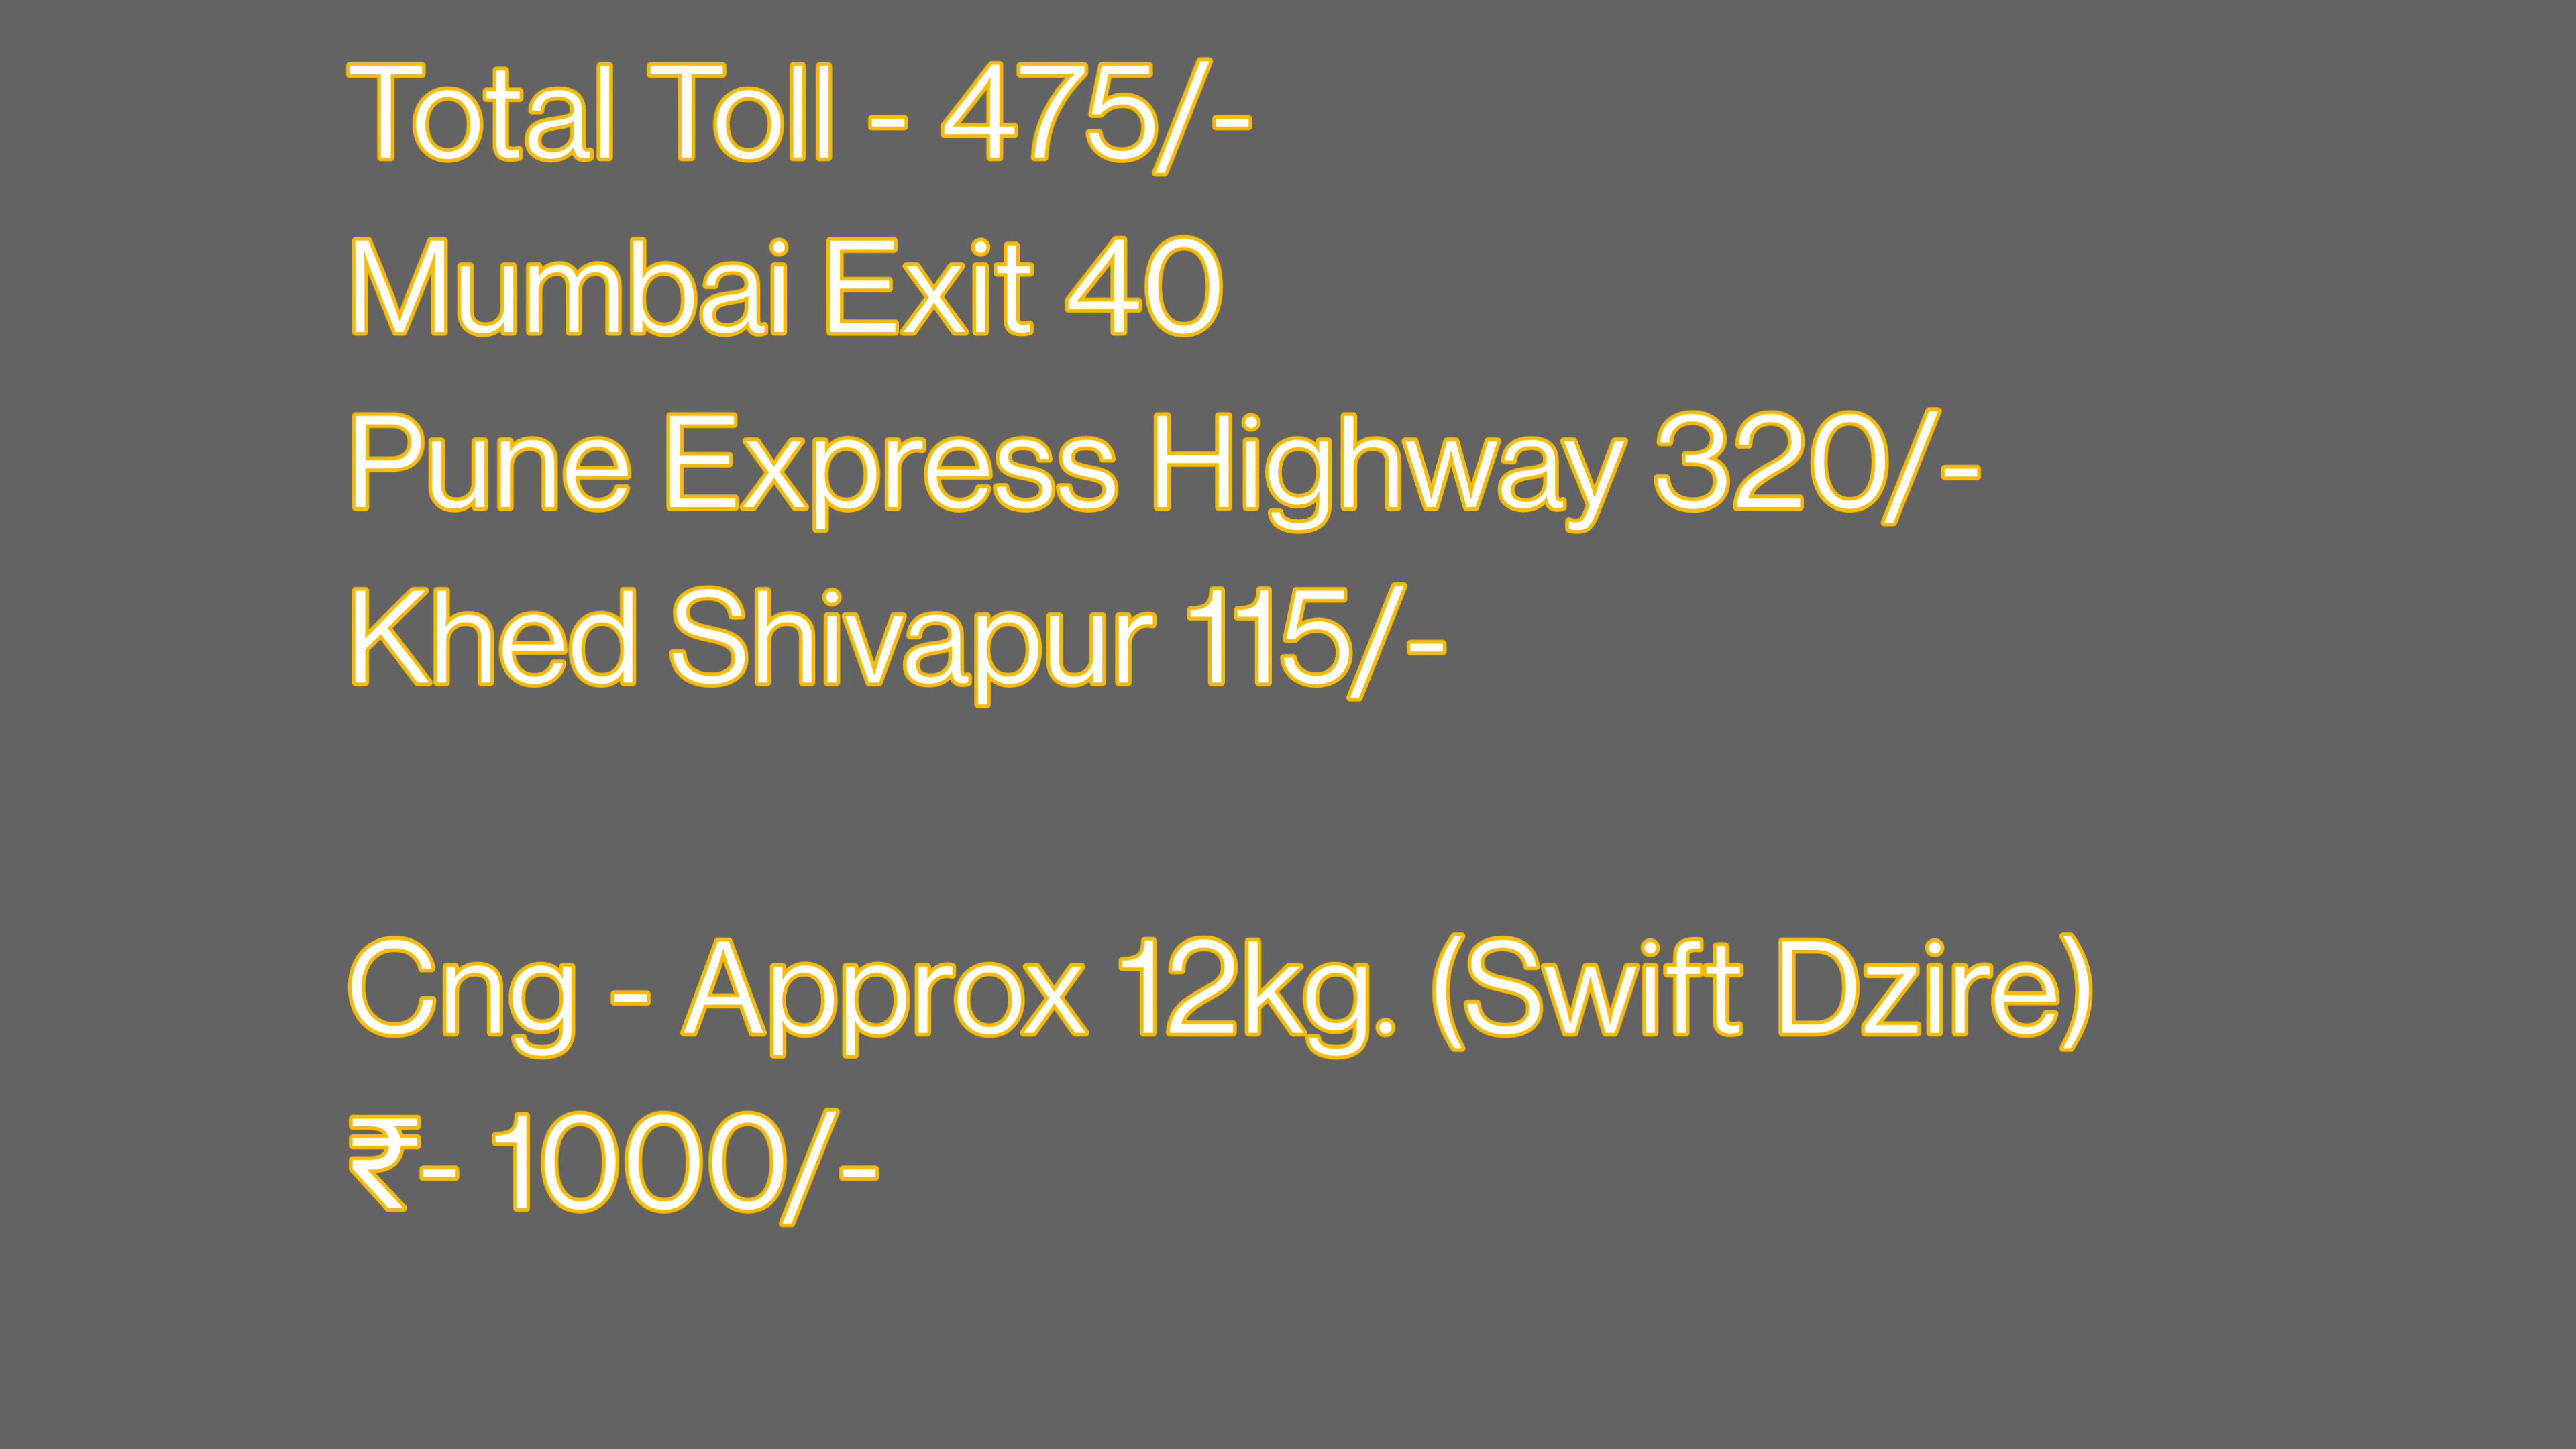 Total Toll - 475/-
Mumbai Exit 40
Pune Express Highway 320/-
Khed Shivapur 115/-
Cng - Approx 12kg. (Swift Dzire)
₹- 1000/-